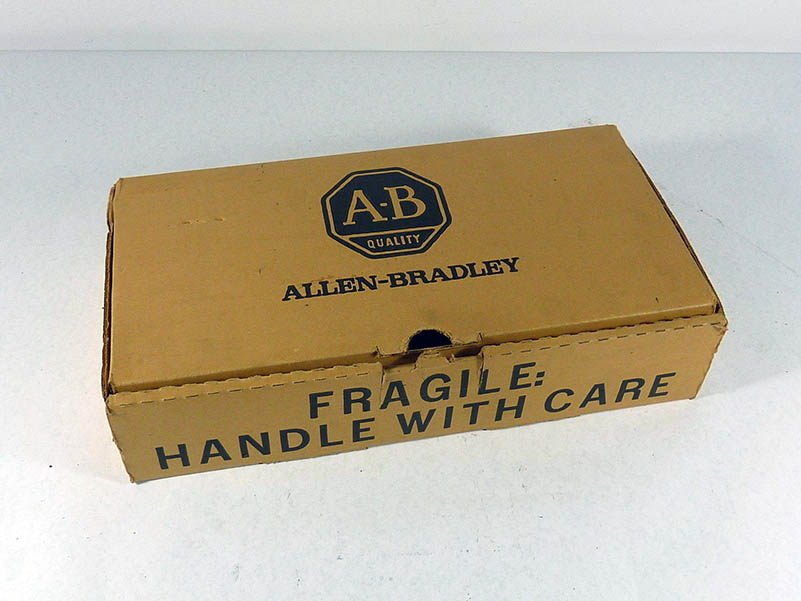 A-B
QUALITY
ALLEN-BRADLEY
FRAGILE:
HANDLE WITH CARE